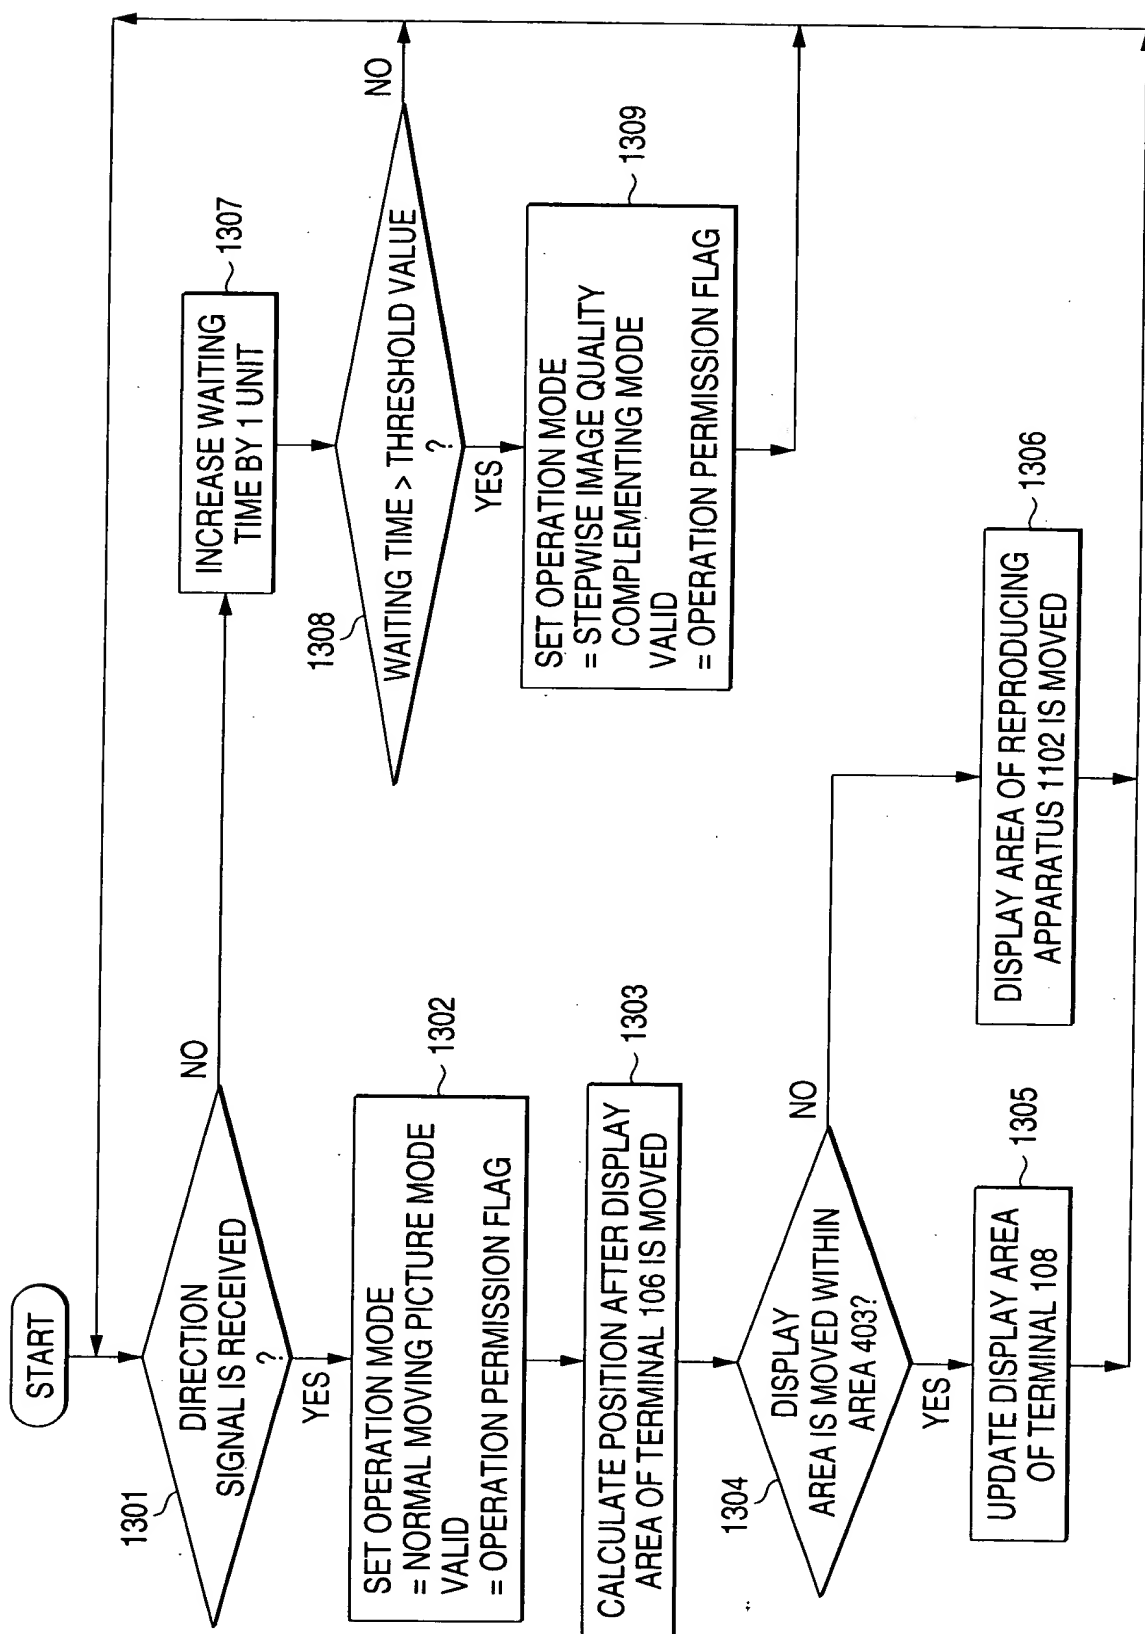 START
DIRECTION
SIGNAL IS RECEIVED
?
1301
NO
YES
SET OPERATION MODE
= NORMAL MOVING PICTURE MODE
VALID
= OPERATION PERMISSION FLAG
1302
CALCULATE POSITION AFTER DISPLAY
AREA OF TERMINAL 106 IS MOVED
1303
DISPLAY
AREA IS MOVED WITHIN
AREA 403?
1304
NO
YES
UPDATE DISPLAY AREA
OF TERMINAL 108
1305
DISPLAY AREA OF REPRODUCING
APPARATUS 1102 IS MOVED
1306
INCREASE WAITING
TIME BY 1 UNIT
1307
WAITING TIME > THRESHOLD VALUE
?
1308
NO
YES
SET OPERATION MODE
= STEPWISE IMAGE QUALITY
COMPLEMENTING MODE
VALID
= OPERATION PERMISSION FLAG
1309